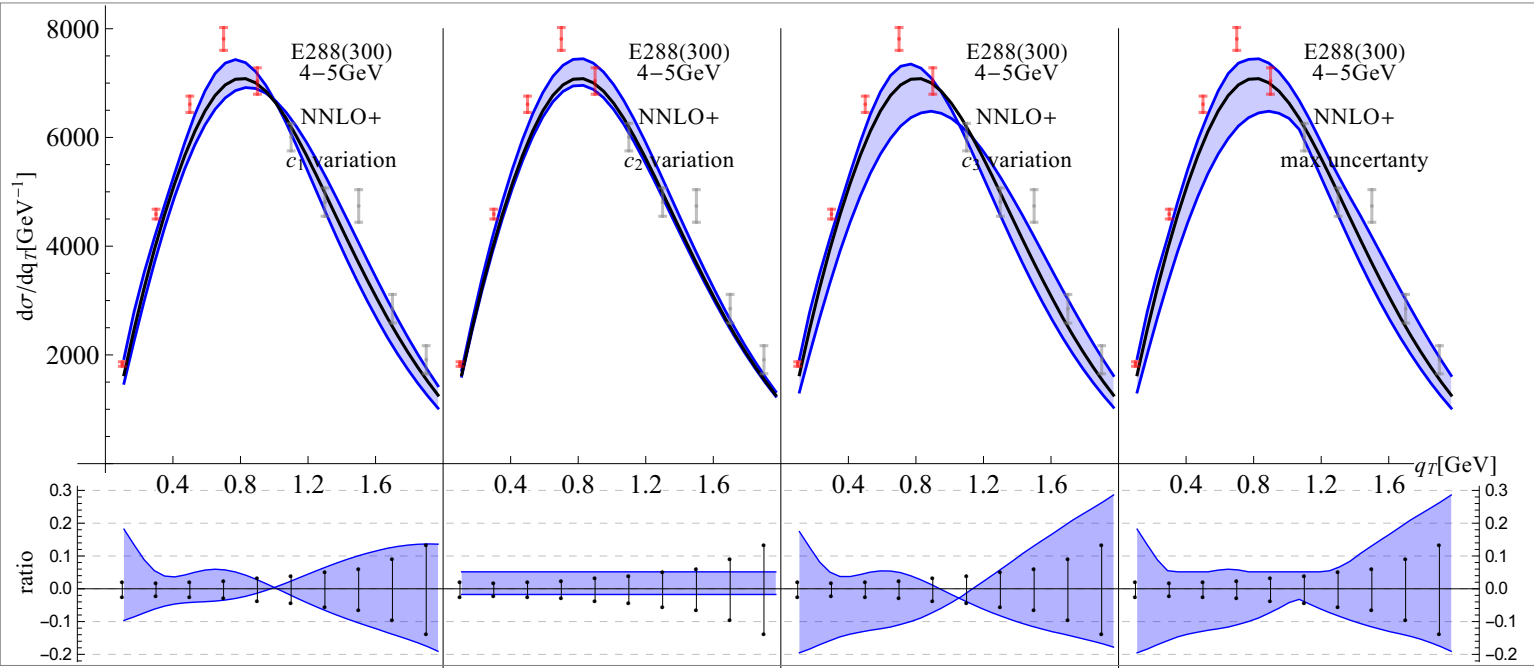 8000
6000
4000
2000
dσ/dq_T[GeV⁻¹]
E288(300)
4−5GeV
NNLO+
c₁ variation
E288(300)
4−5GeV
NNLO+
c₂ variation
E288(300)
4−5GeV
NNLO+
c₃ variation
E288(300)
4−5GeV
NNLO+
max uncertanty
q_T[GeV]
0.4 0.8 1.2 1.6
0.4 0.8 1.2 1.6
0.4 0.8 1.2 1.6
0.4 0.8 1.2 1.6
ratio
0.3
0.2
0.1
0.0
−0.1
−0.2
0.3
0.2
0.1
0.0
−0.1
−0.2